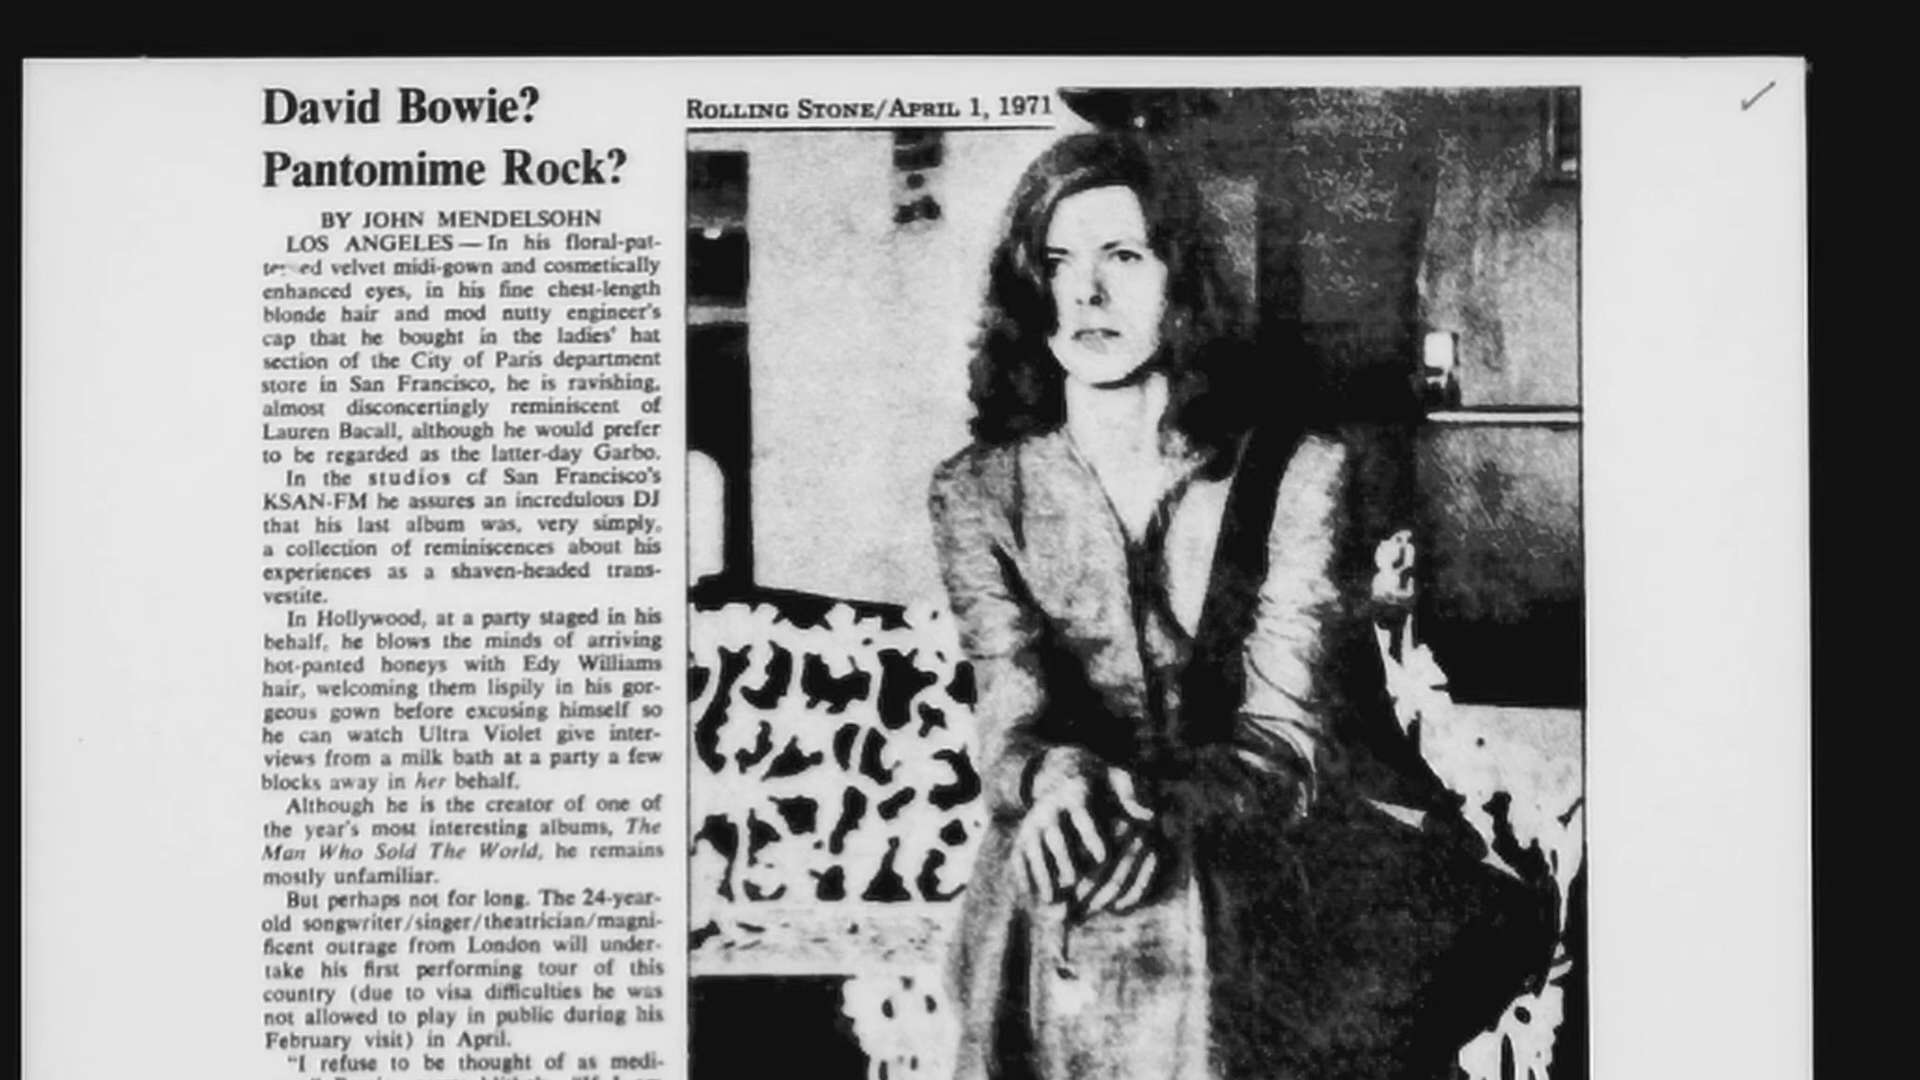 David Bowie?
Pantomime Rock?
BY JOHN MENDELSOHN
LOS ANGELES — In his floral-pat-
ed velvet midi-gown and cosmetically
enhanced eyes, in his fine chest-length
blonde hair and mod nutty engineer's
cap that he bought in the ladies' hat
section of the City of Paris department
store in San Francisco, he is ravishing,
almost disconcertingly reminiscent of
Lauren Bacall, although he would prefer
to be regarded as the latter-day Garbo.
In the studios of San Francisco's
KSAN-FM he assures an incredulous DJ
that his last album was, very simply,
a collection of reminiscences about his
experiences as a shaven-headed trans-
vestite.
In Hollywood, at a party staged in his
behalf, he blows the minds of arriving
hot-panted honeys with Edy Williams
hair, welcoming them lispily in his gor-
geous gown before excusing himself so
he can watch Ultra Violet give inter-
views from a milk bath at a party a few
blocks away in her behalf.
Although he is the creator of one of
the year's most interesting albums, The
Man Who Sold The World, he remains
mostly unfamiliar.
But perhaps not for long. The 24-year-
old songwriter/singer/theatrician/magni-
ficent outrage from London will under-
take his first performing tour of this
country (due to visa difficulties he was
not allowed to play in public during his
February visit) in April.
"I refuse to be thought of as medi-
ROLLING STONE/APRIL 1, 1971